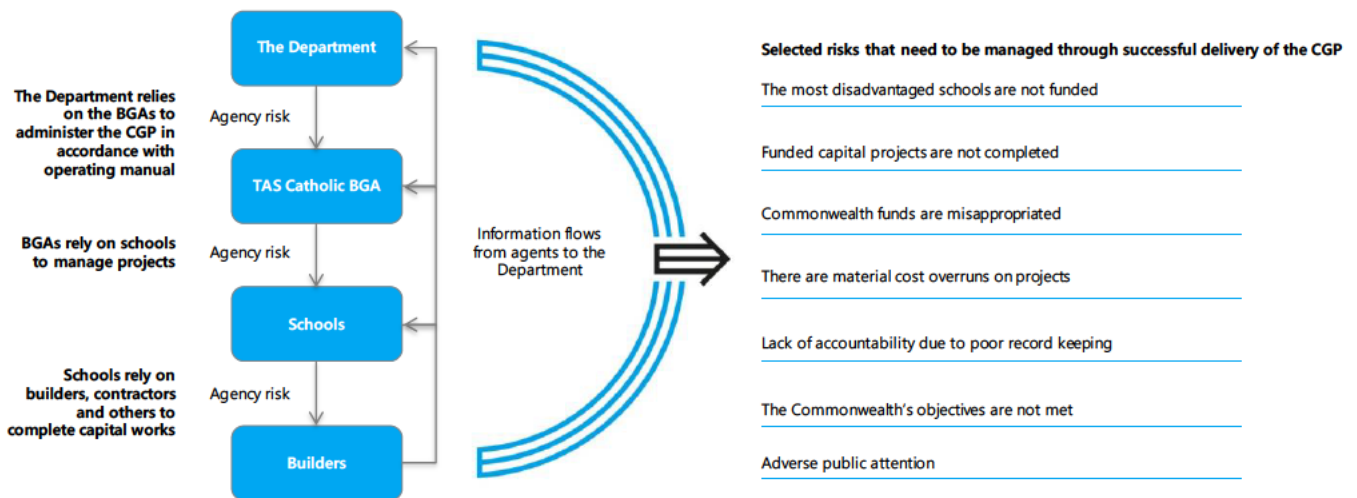 The Department
The Department relies
on the BGAs to
administer the CGP in
accordance with
operating manual
Agency risk
TAS Catholic BGA
BGAs rely on schools
to manage projects
Agency risk
Schools
Schools rely on
builders, contractors
and others to
complete capital works
Agency risk
Builders
Information flows
from agents to the
Department
Selected risks that need to be managed through successful delivery of the CGP
The most disadvantaged schools are not funded
Funded capital projects are not completed
Commonwealth funds are misappropriated
There are material cost overruns on projects
Lack of accountability due to poor record keeping
The Commonwealth's objectives are not met
Adverse public attention